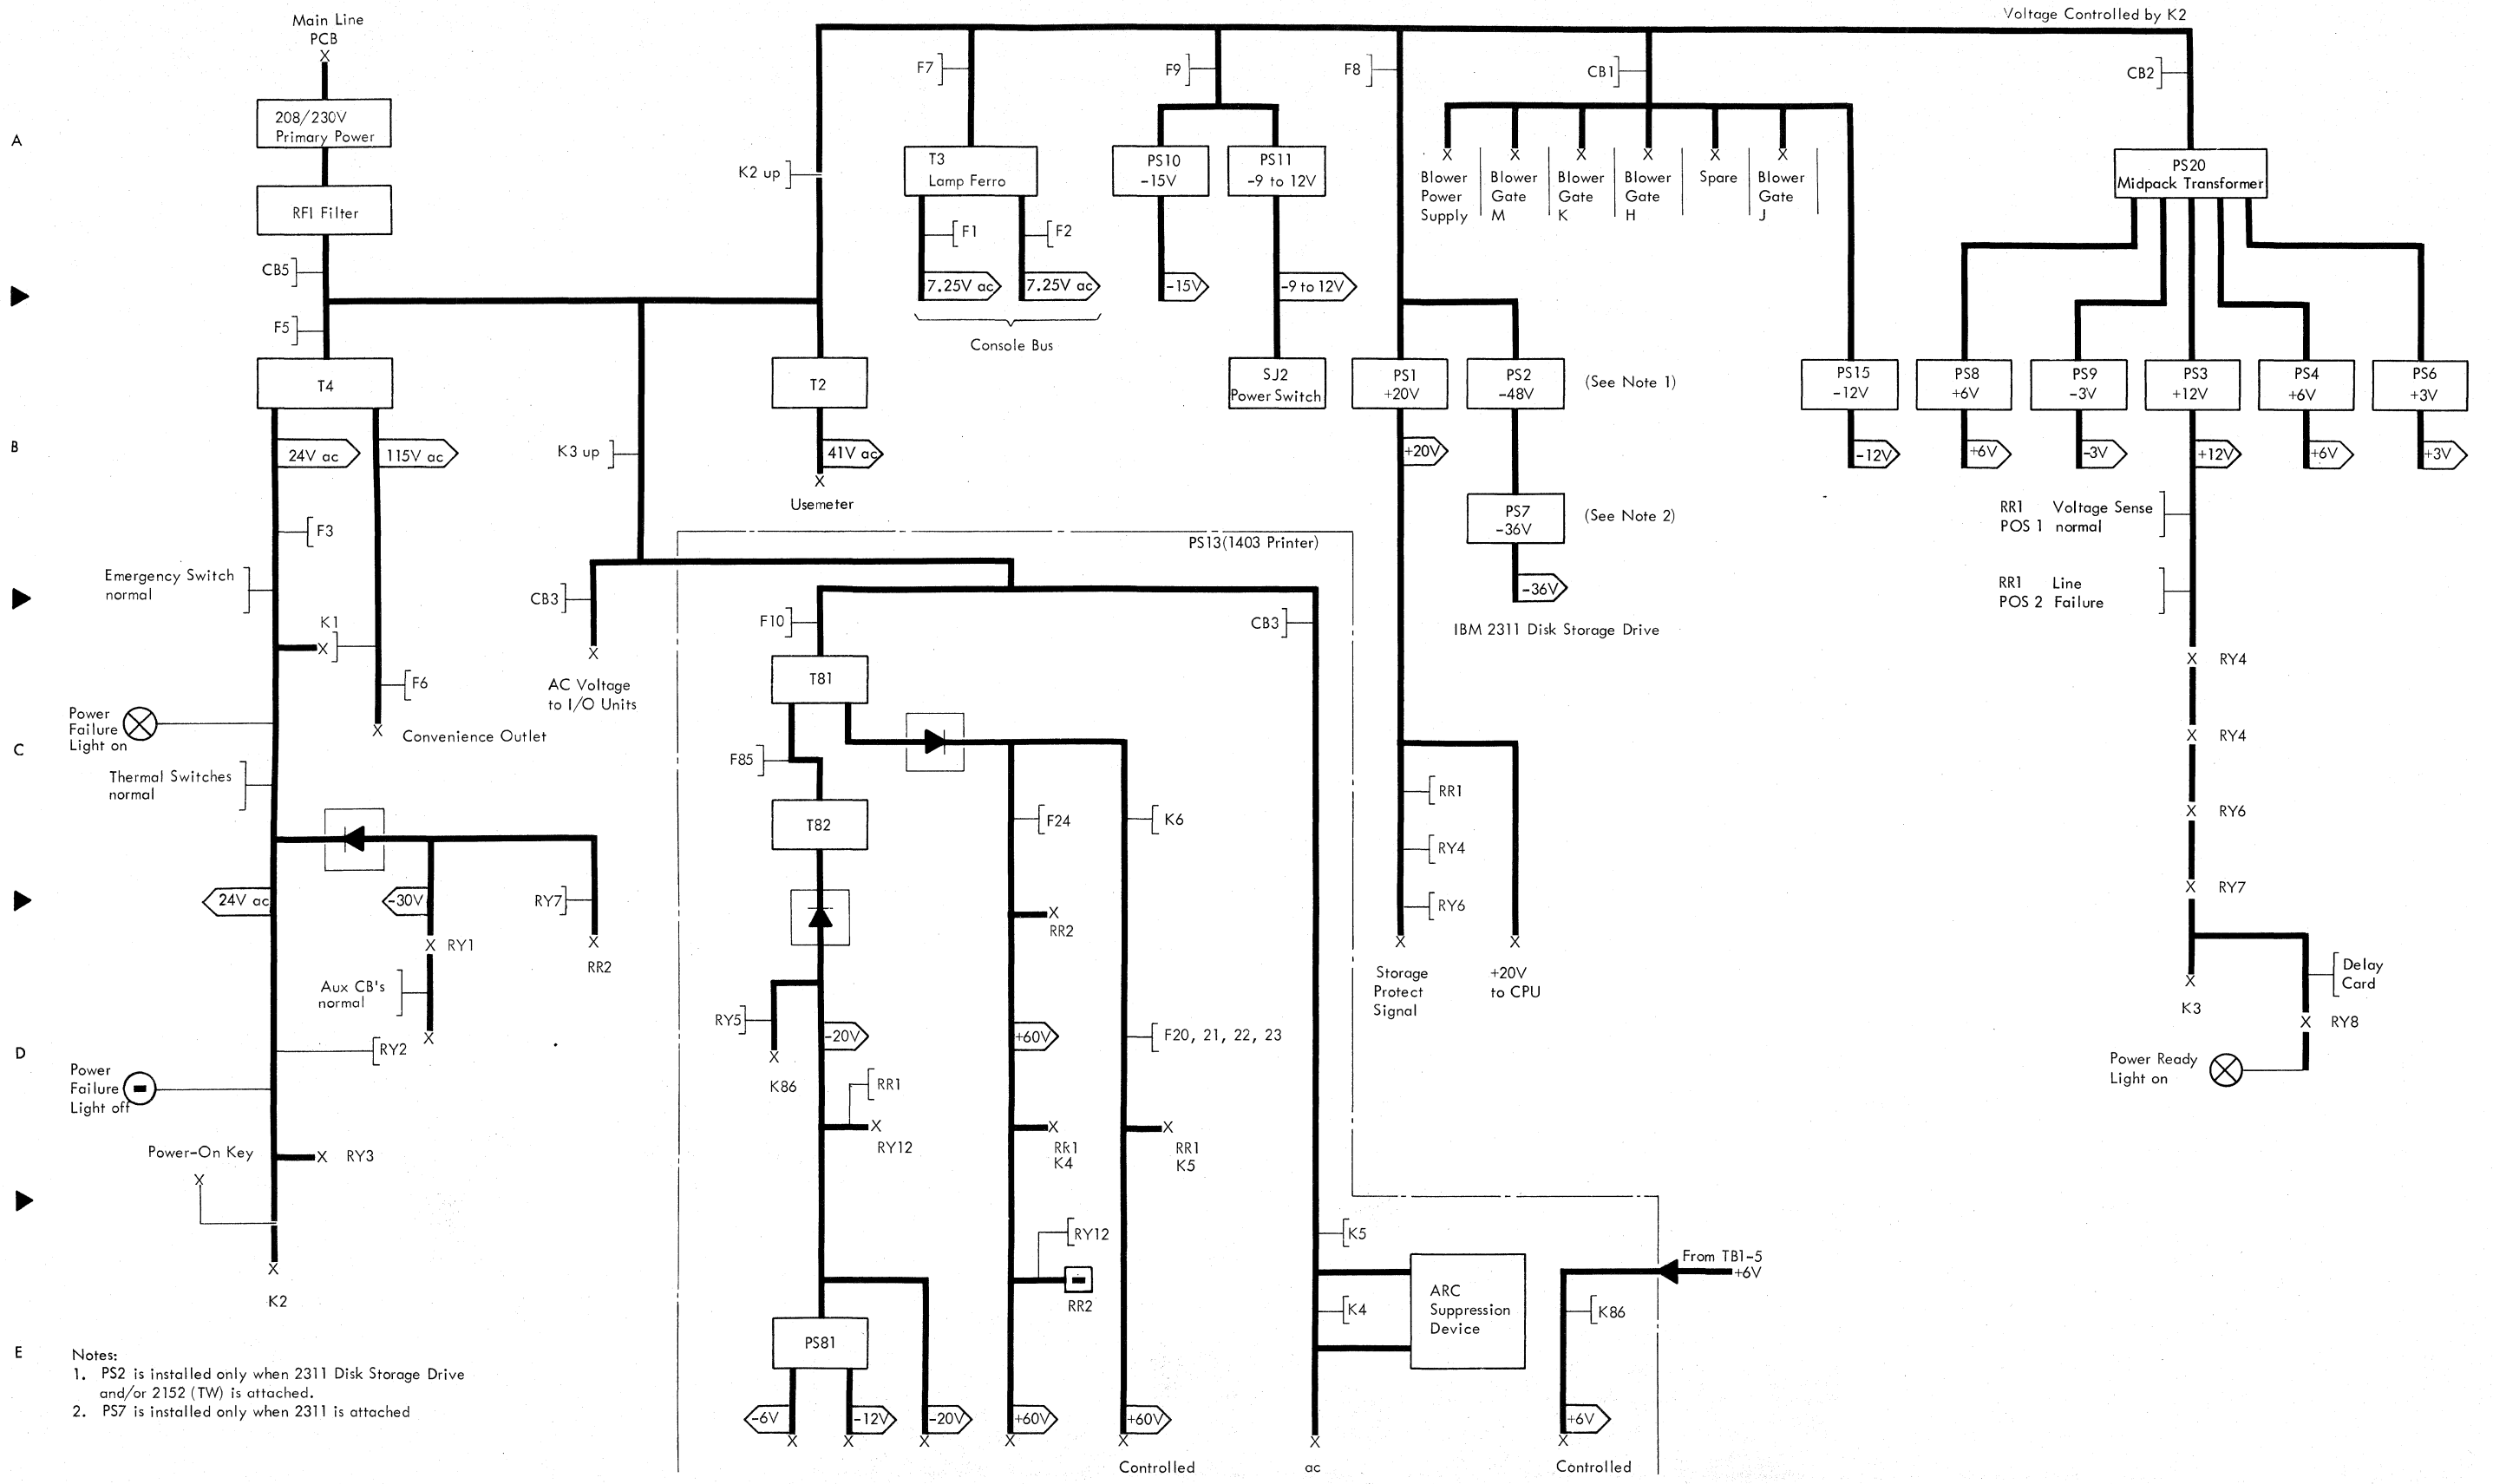 Main Line
PCB
X
Voltage Controlled by K2
208/230V
Primary Power
RFI Filter
CB5
F5
T4
24V ac
115V ac
F3
Emergency Switch
normal
K1
X
F6
X
Convenience Outlet
Power
Failure
Light on
Thermal Switches
normal
24V ac
-30V
RY7
X RY1
X
RR2
Aux CB's
normal
X
RY2
Power
Failure
Light off
Power-On Key
X
X RY3
X
K2
K2 up
K3 up
T2
41V ac
X
Usemeter
CB3
X
AC Voltage
to I/O Units
F7
T3
Lamp Ferro
F1
F2
7.25V ac
7.25V ac
Console Bus
F9
PS10
-15V
PS11
-9 to 12V
-15V
-9 to 12V
SJ2
Power Switch
F8
PS1
+20V
PS2
-48V
(See Note 1)
+20V
PS7
-36V
(See Note 2)
-36V
IBM 2311 Disk Storage Drive
RR1
RY4
RY6
X
X
Storage
Protect
Signal
+20V
to CPU
CB1
X X X X X X
Blower
Power
Supply
Blower
Gate
M
Blower
Gate
K
Blower
Gate
H
Spare
Blower
Gate
J
PS15
-12V
-12V
CB2
PS20
Midpack Transformer
PS8
+6V
PS9
-3V
PS3
+12V
PS4
+6V
PS6
+3V
+6V
-3V
+12V
+6V
+3V
RR1 Voltage Sense
POS 1 normal
RR1 Line
POS 2 Failure
X RY4
X RY4
X RY6
X RY7
X
K3
Delay
Card
X RY8
Power Ready
Light on
PS13(1403 Printer)
F10
CB3
T81
F85
T82
F24
K6
X
RR2
RY5
X
K86
-20V
+60V
F20, 21, 22, 23
RR1
X
RY12
X
RR1
K4
X
RR1
K5
RY12
RR2
PS81
-6V
-12V
-20V
+60V
+60V
X X X X X
Controlled
K5
K4
ARC
Suppression
Device
X
ac
From TB1-5
+6V
K86
+6V
X
Controlled
A
B
C
D
E
Notes:
1. PS2 is installed only when 2311 Disk Storage Drive
and/or 2152 (TW) is attached.
2. PS7 is installed only when 2311 is attached